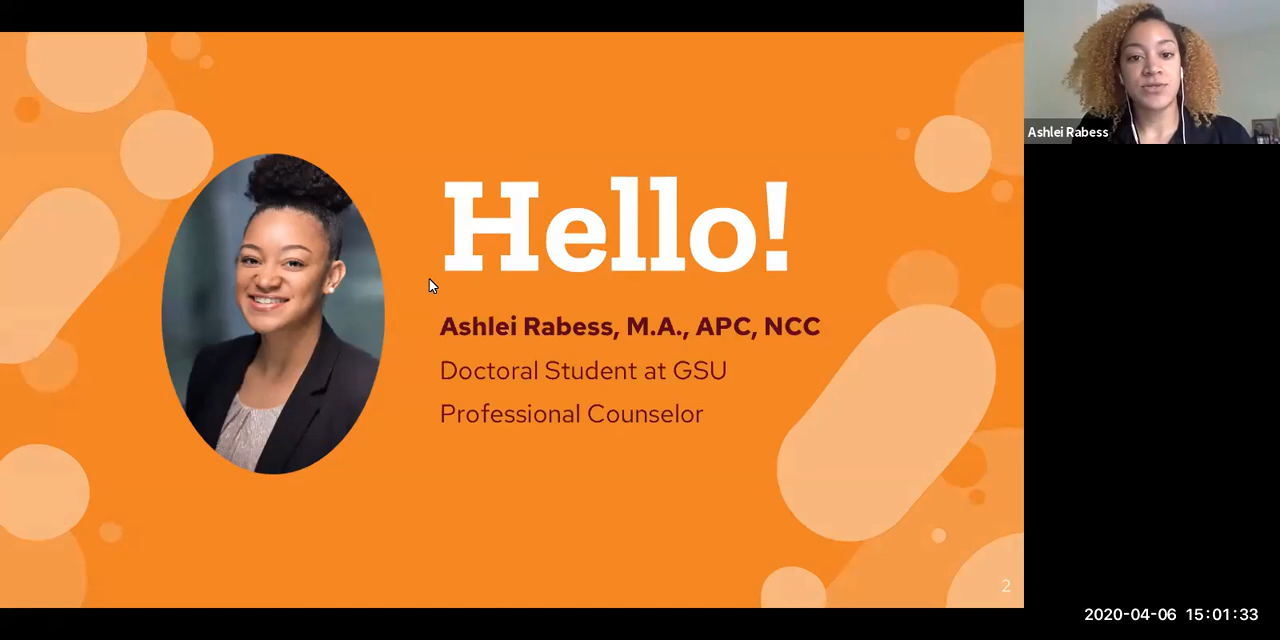 Hello!
Ashlei Rabess, M.A., APC, NCC
Doctoral Student at GSU
Professional Counselor
2
Ashlei Rabess
2020-04-06 15:01:33